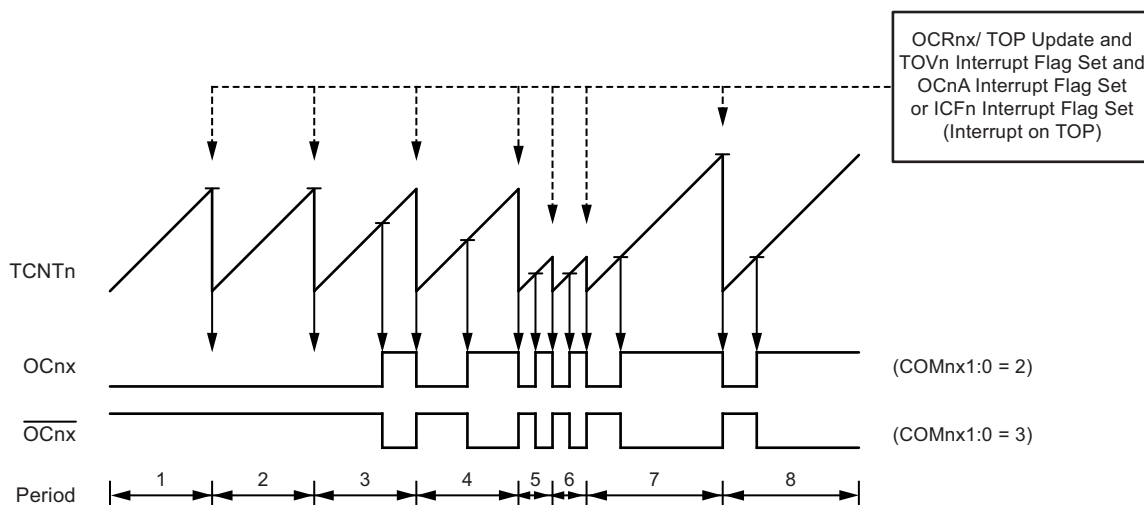 OCRnx/ TOP Update and
TOVn Interrupt Flag Set and
OCnA Interrupt Flag Set
or ICFn Interrupt Flag Set
(Interrupt on TOP)
TCNTn
OCnx
(COMnx1:0 = 2)
OCnx
(COMnx1:0 = 3)
Period
1 2 3 4 5 6 7 8